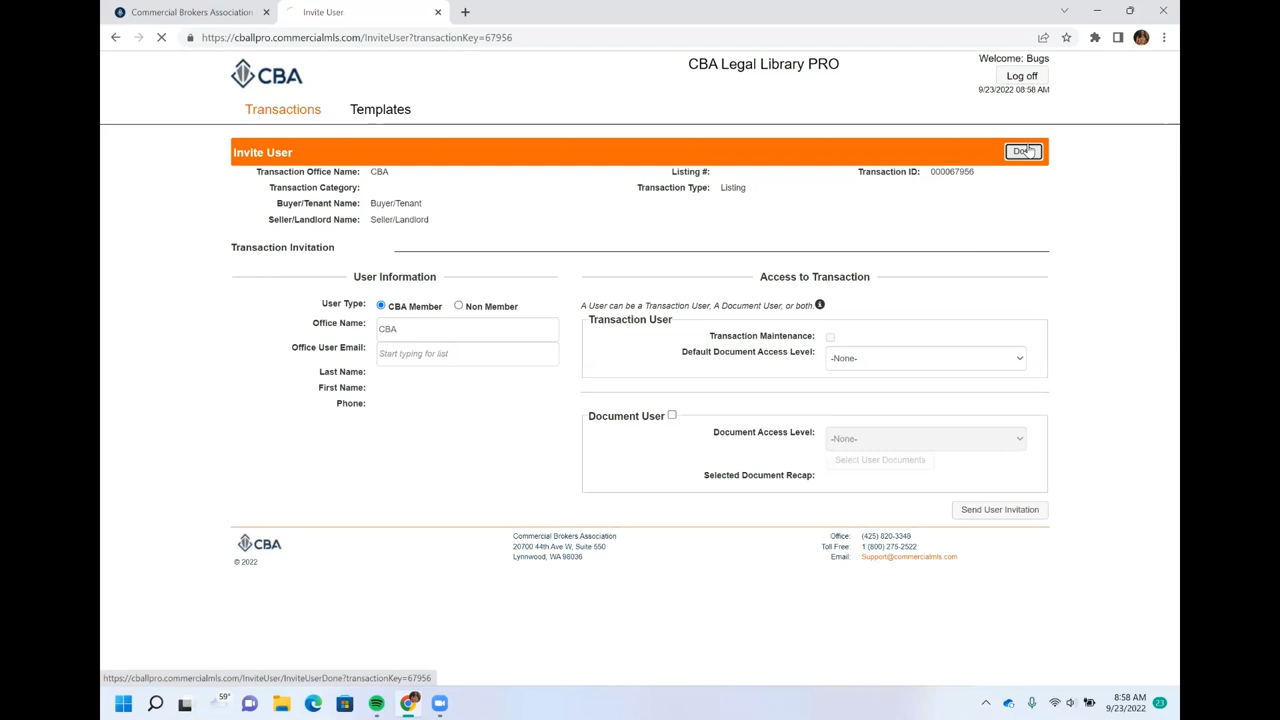 Commercial Brokers Association
Invite User
https://cballpro.commercialmls.com/InviteUser?transactionKey=67956
CBA
CBA Legal Library PRO
Welcome: Bugs
Log off
9/23/2022 08:58 AM
Transactions
Templates
Invite User
Transaction Office Name: CBA
Listing #:
Transaction ID: 000067956
Transaction Category:
Transaction Type: Listing
Buyer/Tenant Name: Buyer/Tenant
Seller/Landlord Name: Seller/Landlord
Transaction Invitation
User Information
Access to Transaction
User Type: CBA Member Non Member
A User can be a Transaction User, A Document User, or both
Office Name: CBA
Transaction User
Transaction Maintenance:
Office User Email: Start typing for list
Default Document Access Level: -None-
Last Name:
First Name:
Phone:
Document User
Document Access Level: -None-
Select User Documents
Selected Document Recap:
Send User Invitation
CBA
© 2022
Commercial Brokers Association
20700 44th Ave W, Suite 550
Lynnwood, WA 98036
Office: (425) 820-3348
Toll Free: 1 (800) 275-2522
Email: Support@commercialmls.com
https://cballpro.commercialmls.com/InviteUser/InviteUserDone?transactionKey=67956
59°
8:58 AM
9/23/2022
23